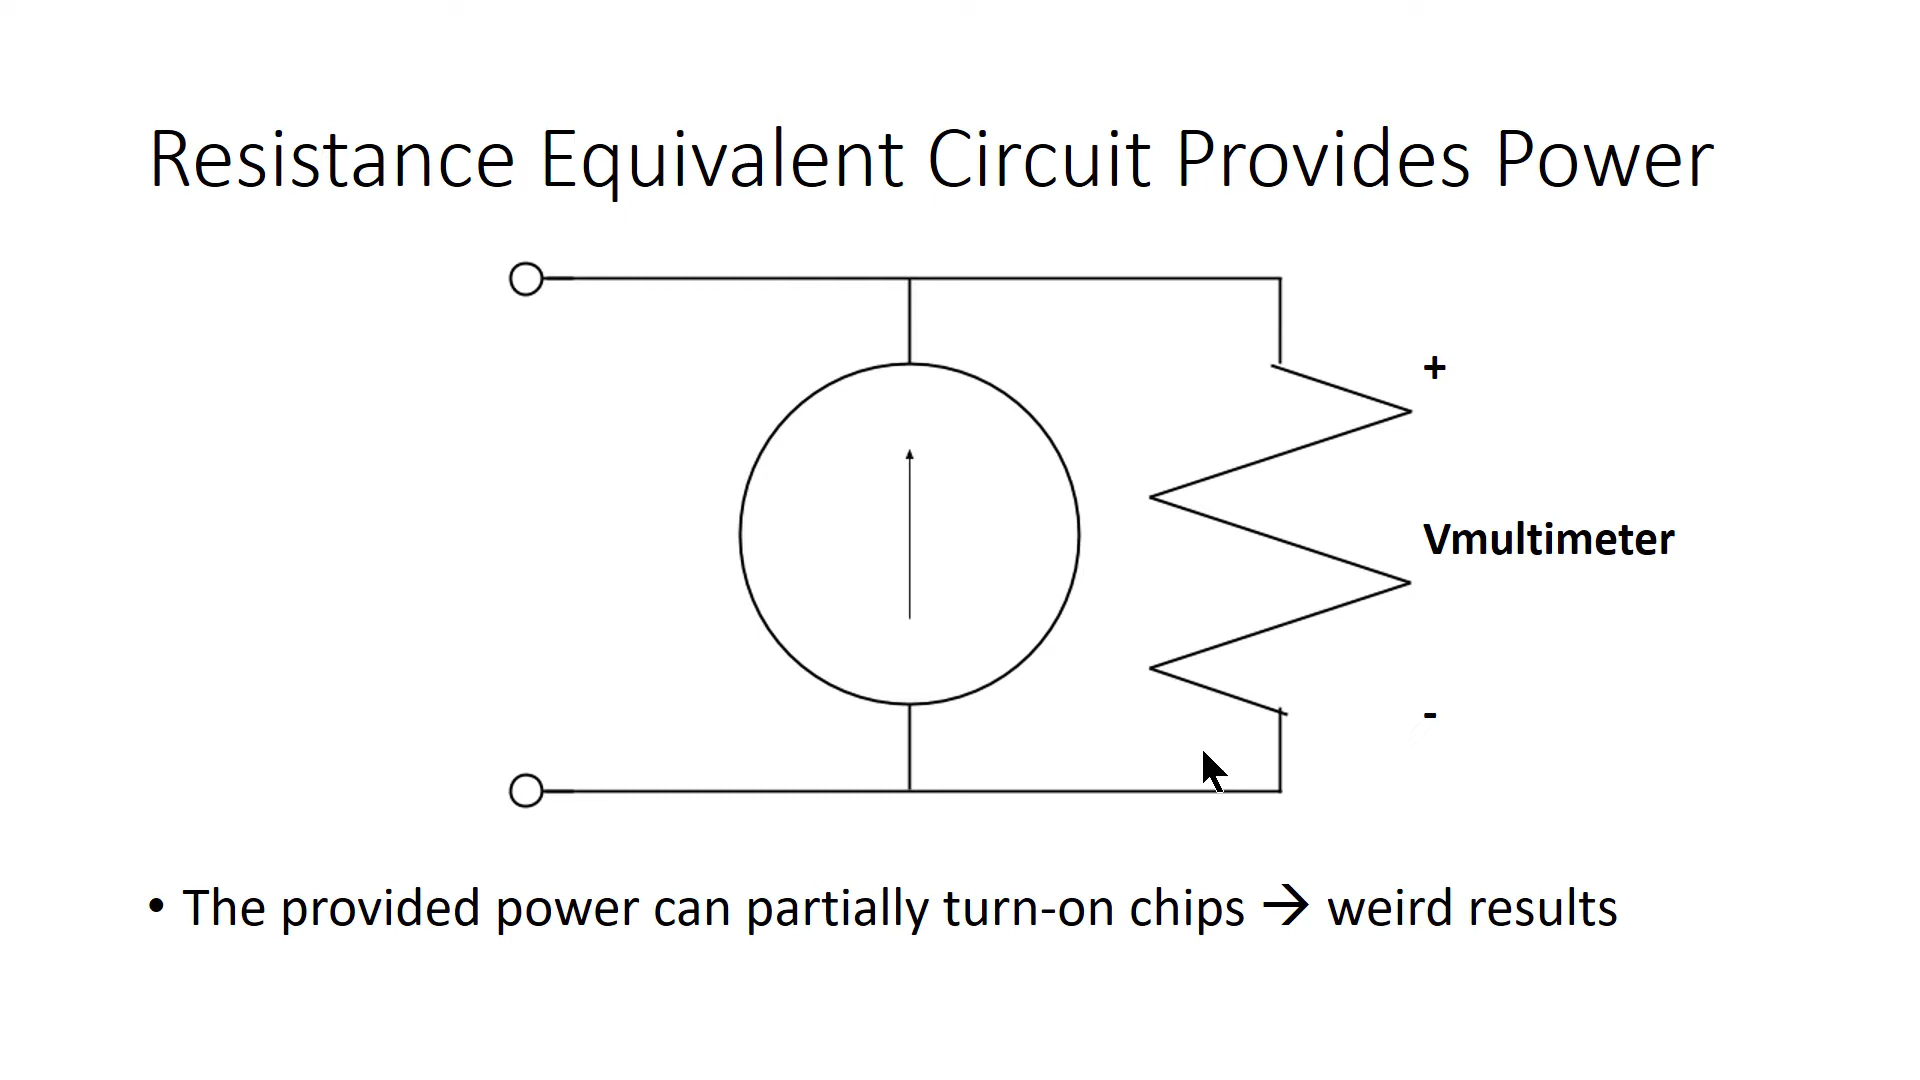 Resistance Equivalent Circuit Provides Power
+
Vmultimeter
-
• The provided power can partially turn-on chips → weird results